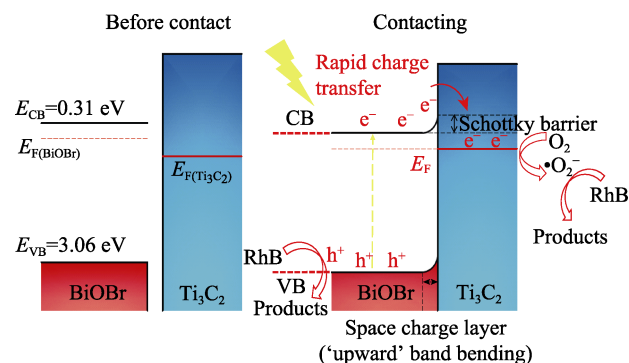 Before contact
Contacting
E_CB=0.31 eV
E_F(BiOBr)
E_F(Ti₃C₂)
E_VB=3.06 eV
BiOBr
Ti₃C₂
Rapid charge
transfer
CB
e⁻ e⁻ e⁻
Schottky barrier
e⁻ e⁻
E_F
O₂
•O₂⁻
RhB
Products
RhB
h⁺ h⁺ h⁺
VB
Products
BiOBr
Ti₃C₂
Space charge layer
(‘upward’ band bending)